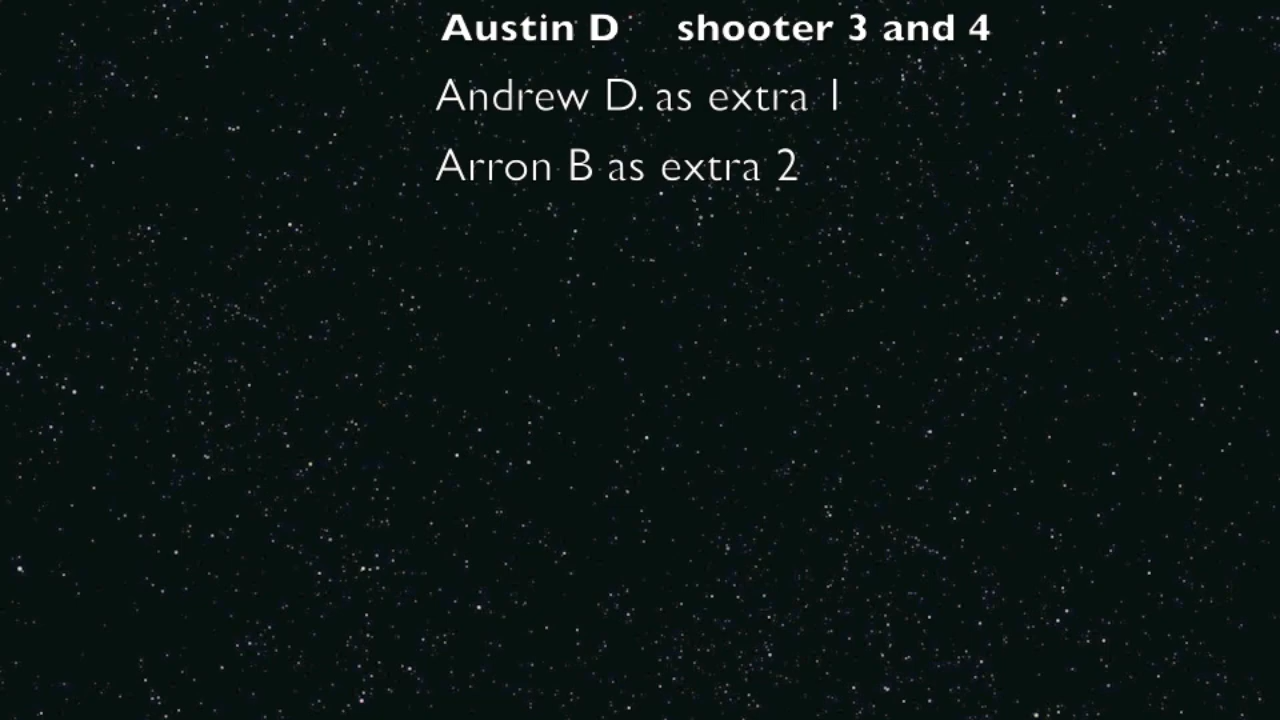 Austin D shooter 3 and 4
Andrew D. as extra 1
Arron B as extra 2